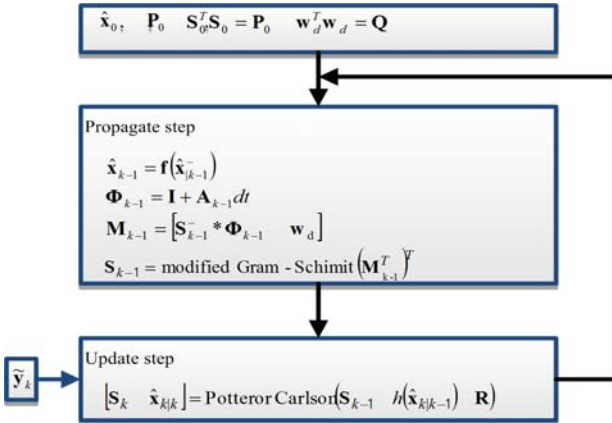 x̂₀, P₀ S₀ᵀS₀ = P₀ w_dᵀw_d = Q
Propagate step
x̂ₖ₋₁ = f(x̂⁻|ₖ₋₁)
Φₖ₋₁ = I + Aₖ₋₁dt
Mₖ₋₁ = [S⁻ₖ₋₁ * Φₖ₋₁ w_d]
Sₖ₋₁ = modified Gram - Schimit (Mᵀₖ₋₁)ᵀ
Update step
ỹₖ
[Sₖ x̂ₖ|ₖ] = Potteror Carlson(Sₖ₋₁ h(x̂ₖ|ₖ₋₁) R)